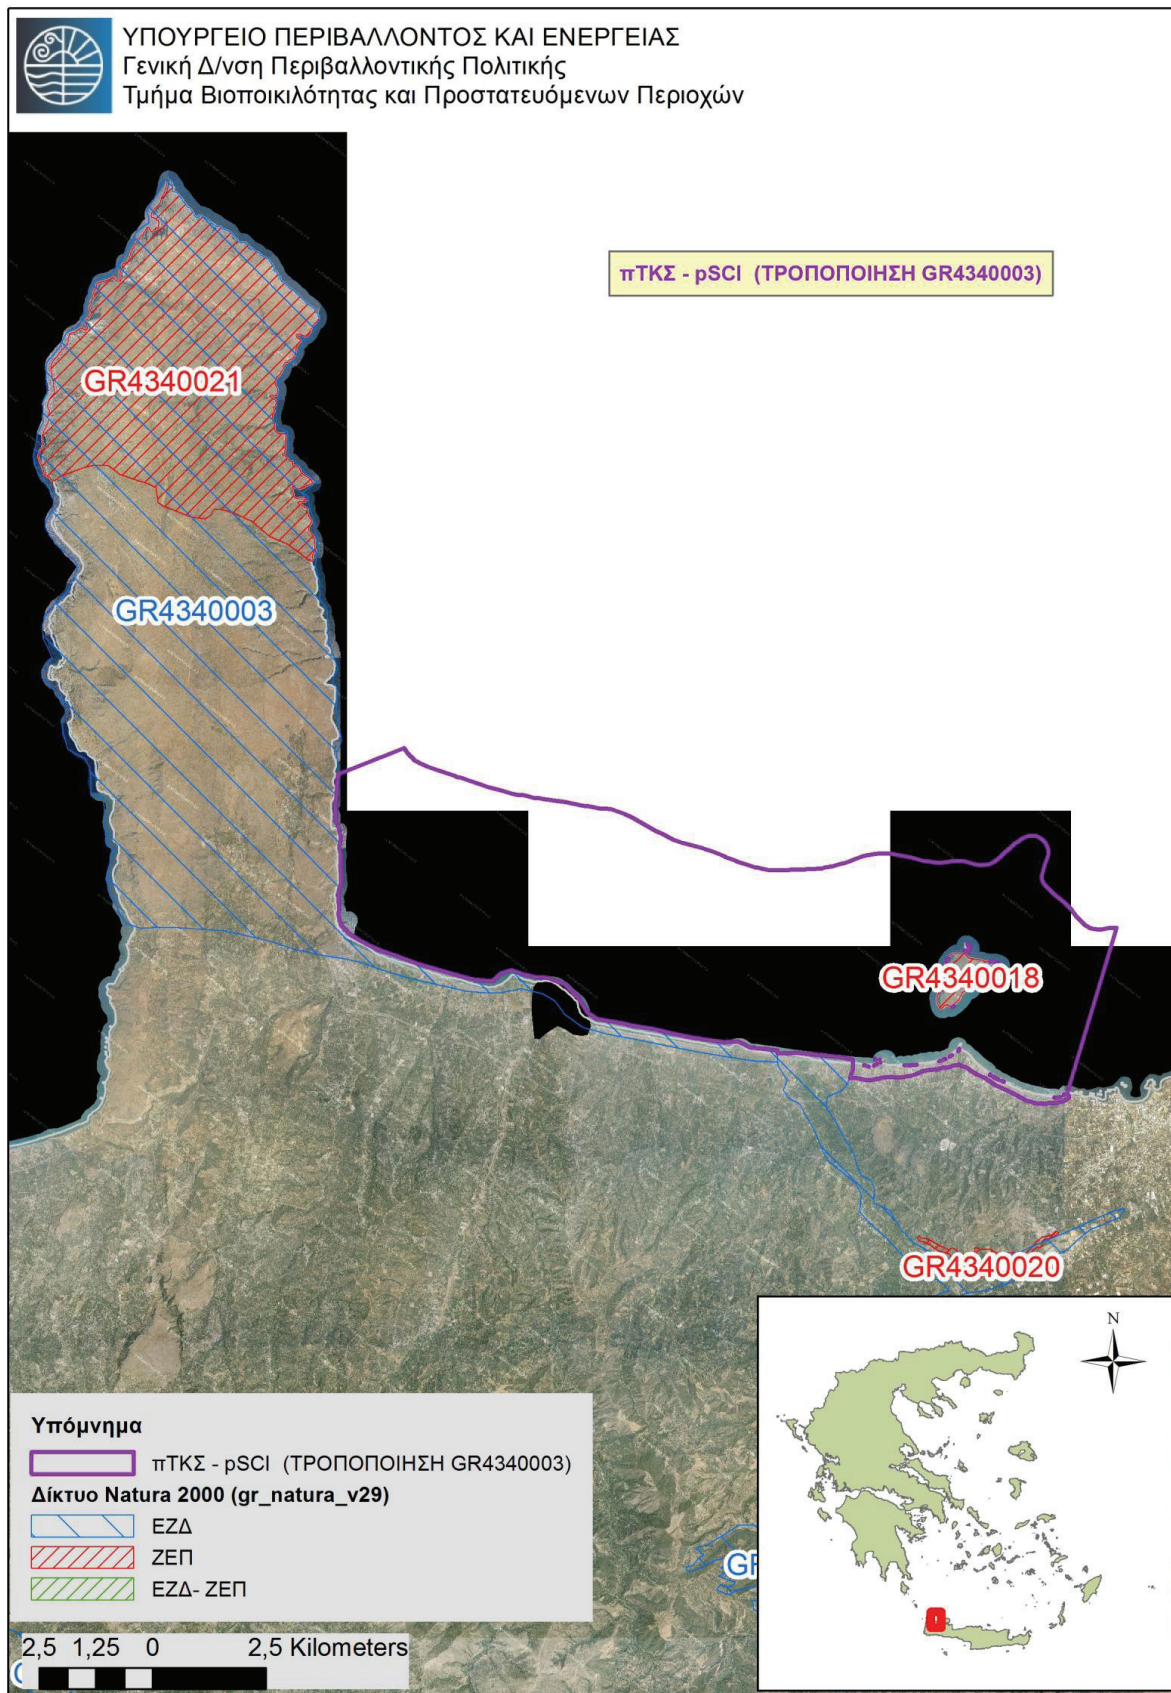 ΥΠΟΥΡΓΕΙΟ ΠΕΡΙΒΑΛΛΟΝΤΟΣ ΚΑΙ ΕΝΕΡΓΕΙΑΣ
Γενική Δ/νση Περιβαλλοντικής Πολιτικής
Τμήμα Βιοποικιλότητας και Προστατευόμενων Περιοχών
πΤΚΣ - pSCI (ΤΡΟΠΟΠΟΙΗΣΗ GR4340003)
GR4340021
GR4340003
GR4340018
GR4340020
N
Υπόμνημα
πΤΚΣ - pSCI (ΤΡΟΠΟΠΟΙΗΣΗ GR4340003)
Δίκτυο Natura 2000 (gr_natura_v29)
ΕΖΔ
ΖΕΠ
ΕΖΔ- ΖΕΠ
2,5 1,25 0 2,5 Kilometers